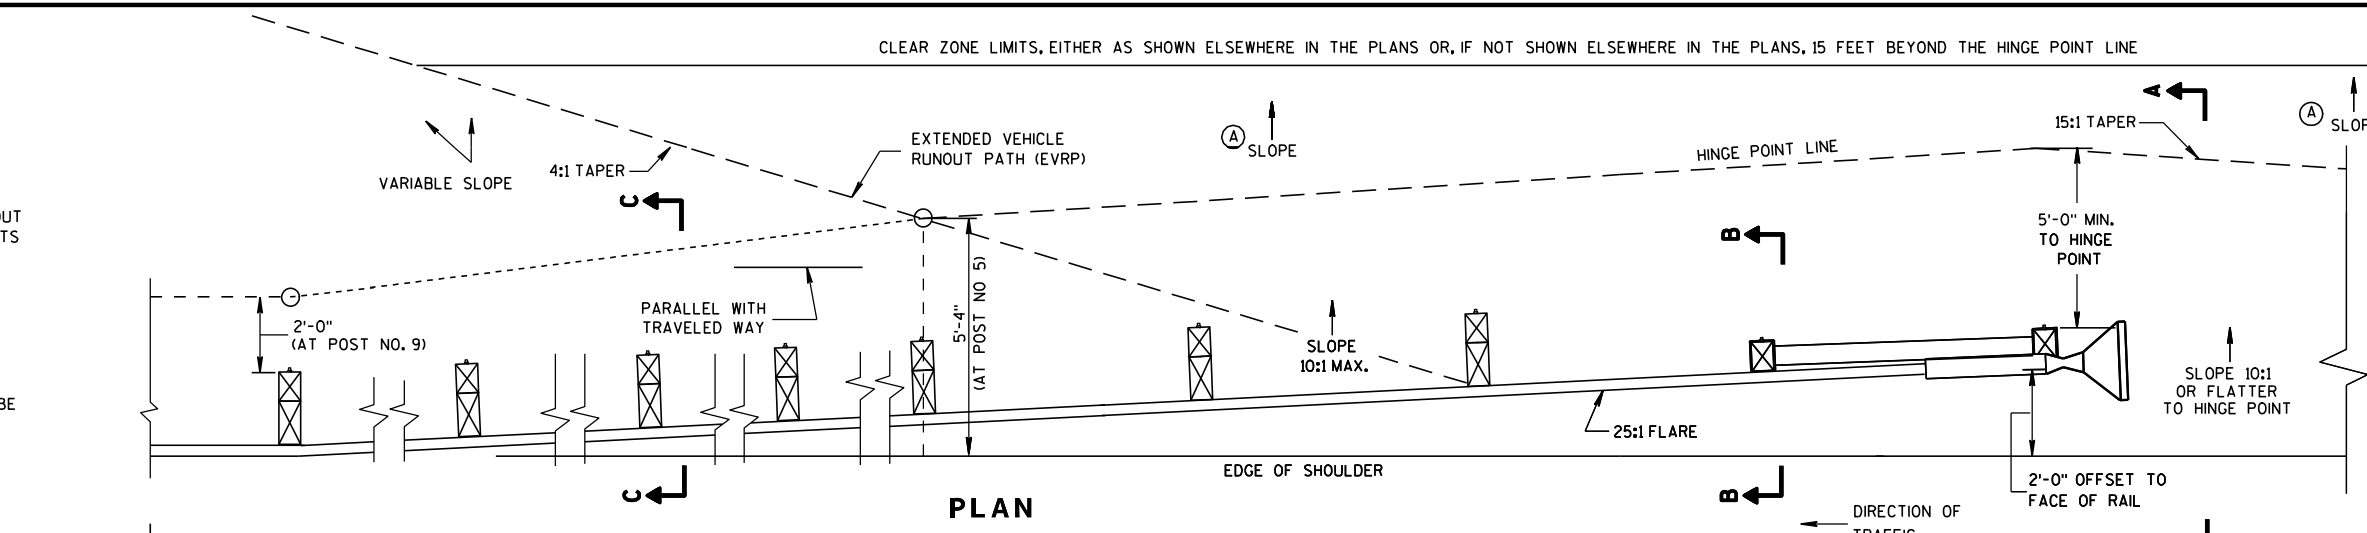 CLEAR ZONE LIMITS, EITHER AS SHOWN ELSEWHERE IN THE PLANS OR, IF NOT SHOWN ELSEWHERE IN THE PLANS, 15 FEET BEYOND THE HINGE POINT LINE
A
15:1 TAPER
A
SLOPE
EXTENDED VEHICLE
RUNOUT PATH (EVRP)
A
SLOPE
HINGE POINT LINE
4:1 TAPER
VARIABLE SLOPE
C
B
5'-0" MIN.
TO HINGE
POINT
PARALLEL WITH
TRAVELED WAY
5'-4"
(AT POST NO 5)
2'-0"
(AT POST NO. 9)
SLOPE
10:1 MAX.
SLOPE 10:1
OR FLATTER
TO HINGE POINT
25:1 FLARE
EDGE OF SHOULDER
2'-0" OFFSET TO
FACE OF RAIL
C
B
PLAN
DIRECTION OF